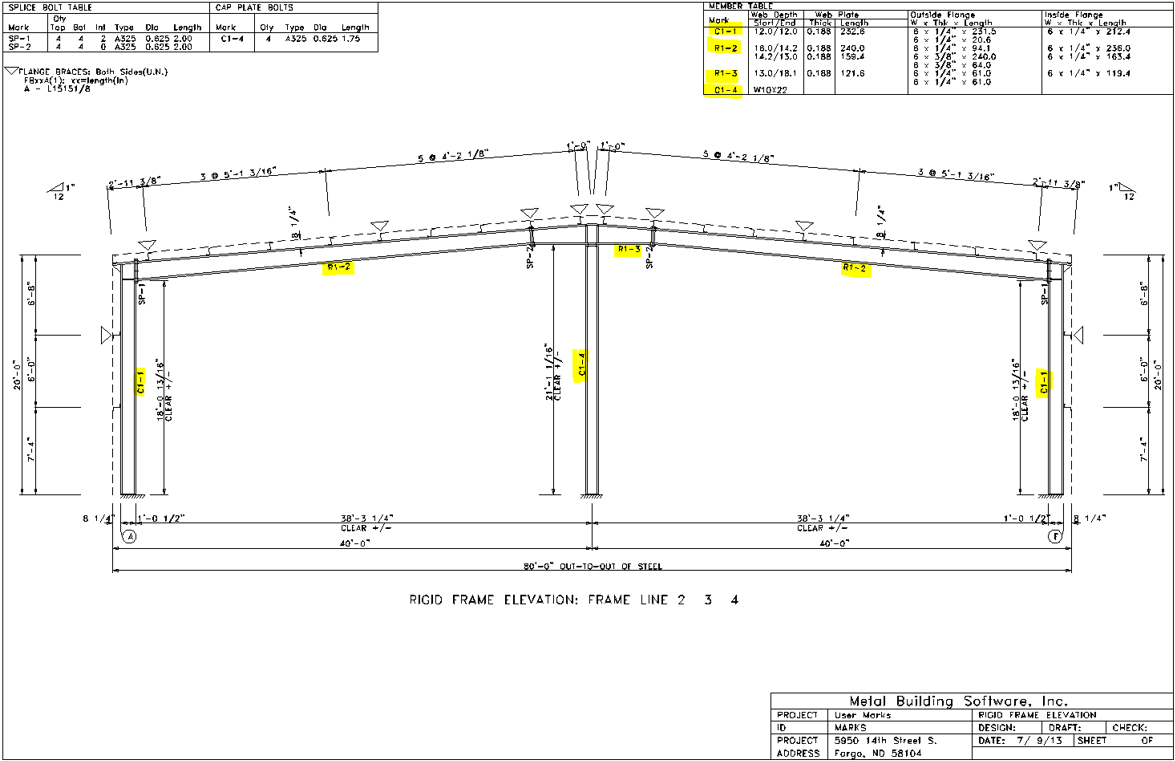 SPLICE BOLT TABLE
Qty
Mark Top Bot Int Type Dia Length
SP-1 4 4 2 A325 0.625 2.00
SP-2 4 4 0 A325 0.625 2.00
CAP PLATE BOLTS
Mark Qty Type Dia Length
C1-4 4 A325 0.625 1.75
FLANGE BRACES: Both Sides(U.N.)
FBxxA(1): xx=length(in)
A - L15151/8
MEMBER TABLE
Web Depth Web Plate Outside Flange Inside Flange
Mark Start/End Thick Length W x Thk x Length W x Thk x Length
C1-1 12.0/12.0 0.188 232.6 6 x 1/4" x 231.5 6 x 1/4" x 212.4
6 x 1/4" x 20.6
R1-2 16.0/14.2 0.188 240.0 6 x 1/4" x 94.1 6 x 1/4" x 236.0
14.2/13.0 0.188 159.4 6 x 3/8" x 240.0 6 x 1/4" x 163.4
6 x 3/8" x 64.0
R1-3 13.0/18.1 0.188 121.6 6 x 1/4" x 61.0 6 x 1/4" x 119.4
6 x 1/4" x 61.0
C1-4 W10X22
1'-0" 1'-0"
5 @ 4'-2 1/8" 5 @ 4'-2 1/8"
3 @ 5'-1 3/16" 3 @ 5'-1 3/16"
2'-11 3/8" 2'-11 3/8"
1" 12
1" 12
8 1/4" 8 1/4"
SP-2 R1-3 SP-2
R1-2 R1-2
SP-1 SP-1
6'-8" 6'-8"
20'-0" 6'-0" C1-1 18'-0 13/16" CLEAR +/- 21'-1 1/16" CLEAR +/- C1-4 18'-0 13/16" CLEAR +/- C1-1 6'-0" 20'-0"
7'-4" 7'-4"
8 1/4" 1'-0 1/2" 38'-3 1/4" 38'-3 1/4" 1'-0 1/2" 8 1/4"
CLEAR +/- CLEAR +/-
A F
40'-0" 40'-0"
80'-0" OUT-TO-OUT OF STEEL
RIGID FRAME ELEVATION: FRAME LINE 2 3 4
Metal Building Software, Inc.
PROJECT User Marks RIGID FRAME ELEVATION
ID MARKS DESIGN: DRAFT: CHECK:
PROJECT 5950 14th Street S. DATE: 7/ 9/13 SHEET OF
ADDRESS Fargo, ND 58104